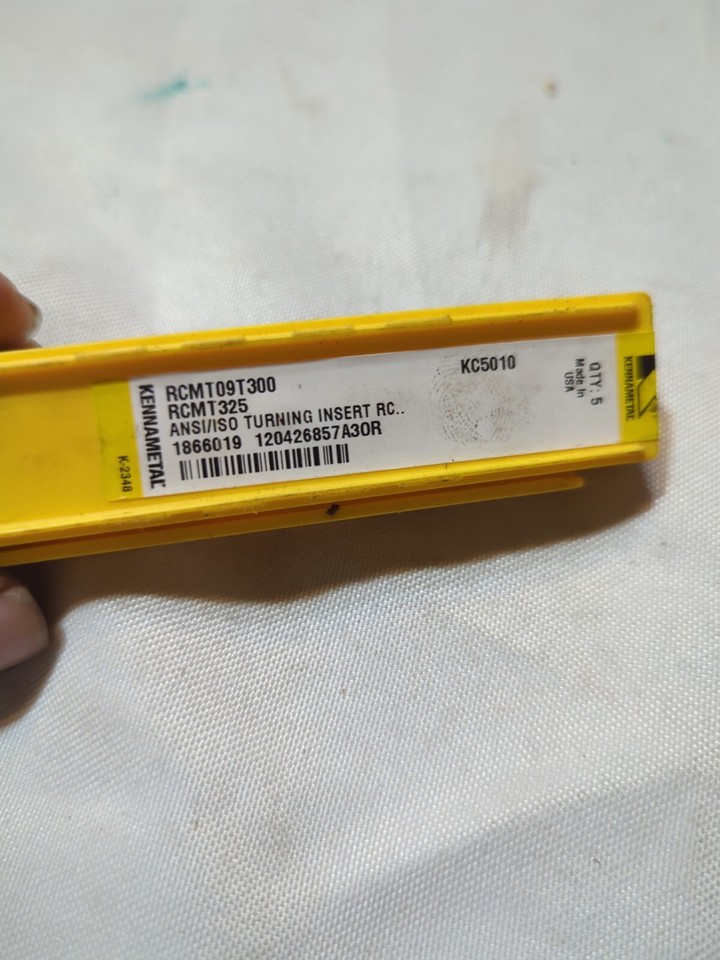 KENNAMETAL
RCMT09T300
RCMT325
ANSI/ISO TURNING INSERT RC..
1866019 120426857A30R
KC5010
QTY: 5
Made In
USA
KENNAMETAL
K-2348